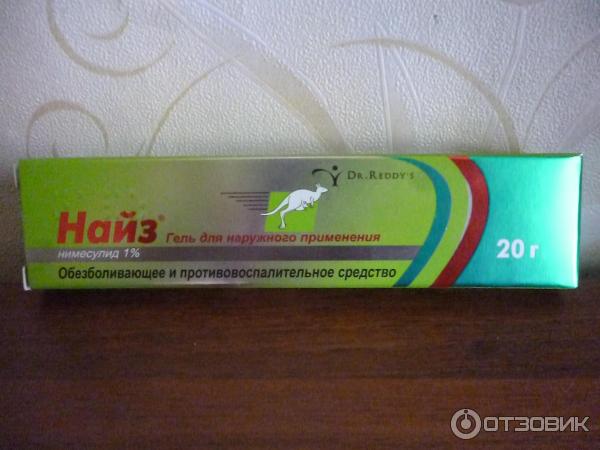 Dr.Reddy's
Найз® Гель для наружного применения
нимесулид 1%
Обезболивающее и противовоспалительное средство
20 г
ОТЗОВИК